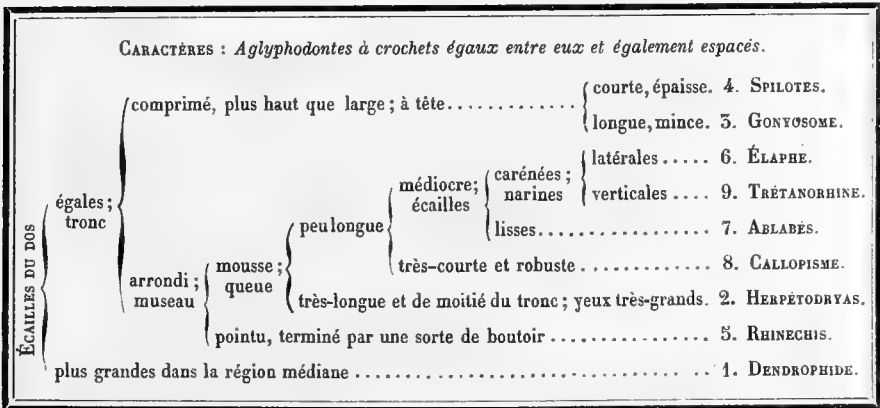 CARACTÈRES : Aglyphodontes à crochets égaux entre eux et également espacés.
ÉCAILLES DU DOS
égales; tronc
comprimé, plus haut que large; à tête
courte, épaisse. 4. SPILOTES.
longue, mince. 3. GONYOSOME.
arrondi; museau
mousse; queue
peu longue
médiocre; écailles
carénées; narines
latérales ..... 6. ÉLAPHE.
verticales .... 9. TRÉTANORHINE.
lisses ................ 7. ABLABÈS.
très-courte et robuste ............ 8. CALLOPISME.
très-longue et de moitié du tronc; yeux très-grands. 2. HERPÉTODRYAS.
pointu, terminé par une sorte de boutoir ............... 5. RHINECHIS.
plus grandes dans la région médiane ................................ 1. DENDROPHIDE.